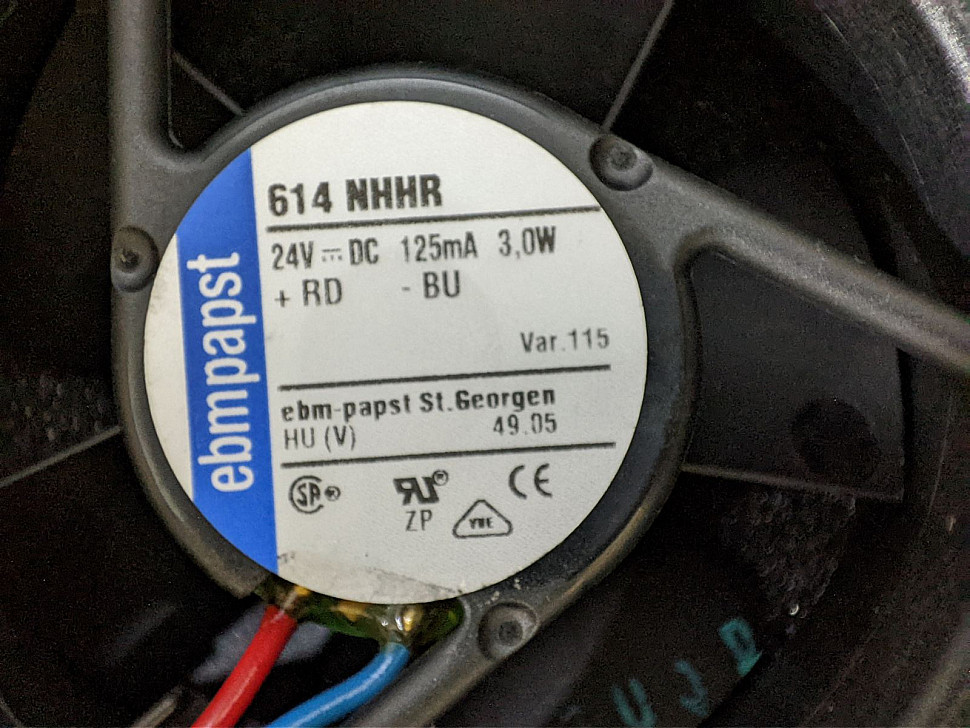 614 NHHR
24V ⎓ DC 125mA 3,0W
+ RD - BU
Var.115
ebmpapst
ebm-papst St.Georgen
HU (V) 49.05
ZP
CE